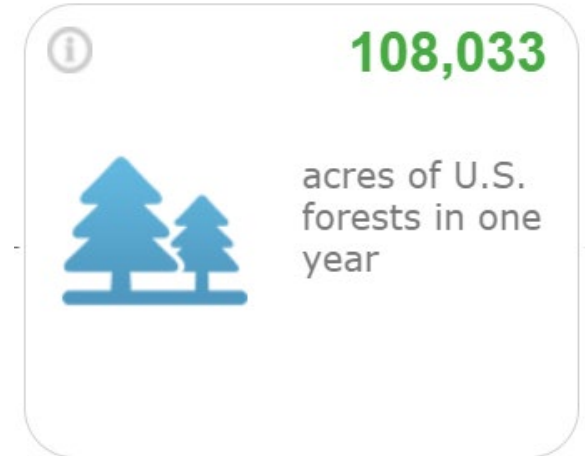 108,033
acres of U.S.
forests in one
year